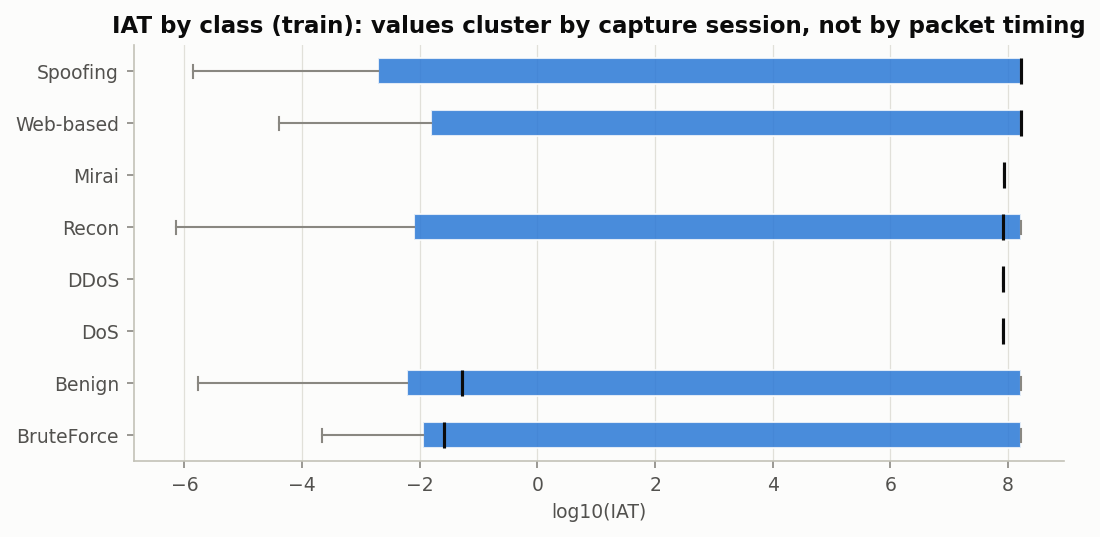 IAT by class (train): values cluster by capture session, not by packet timing
Spoofing
Web-based
Mirai
Recon
DDoS
DoS
Benign
BruteForce
−6 −4 −2 0 2 4 6 8
log10(IAT)